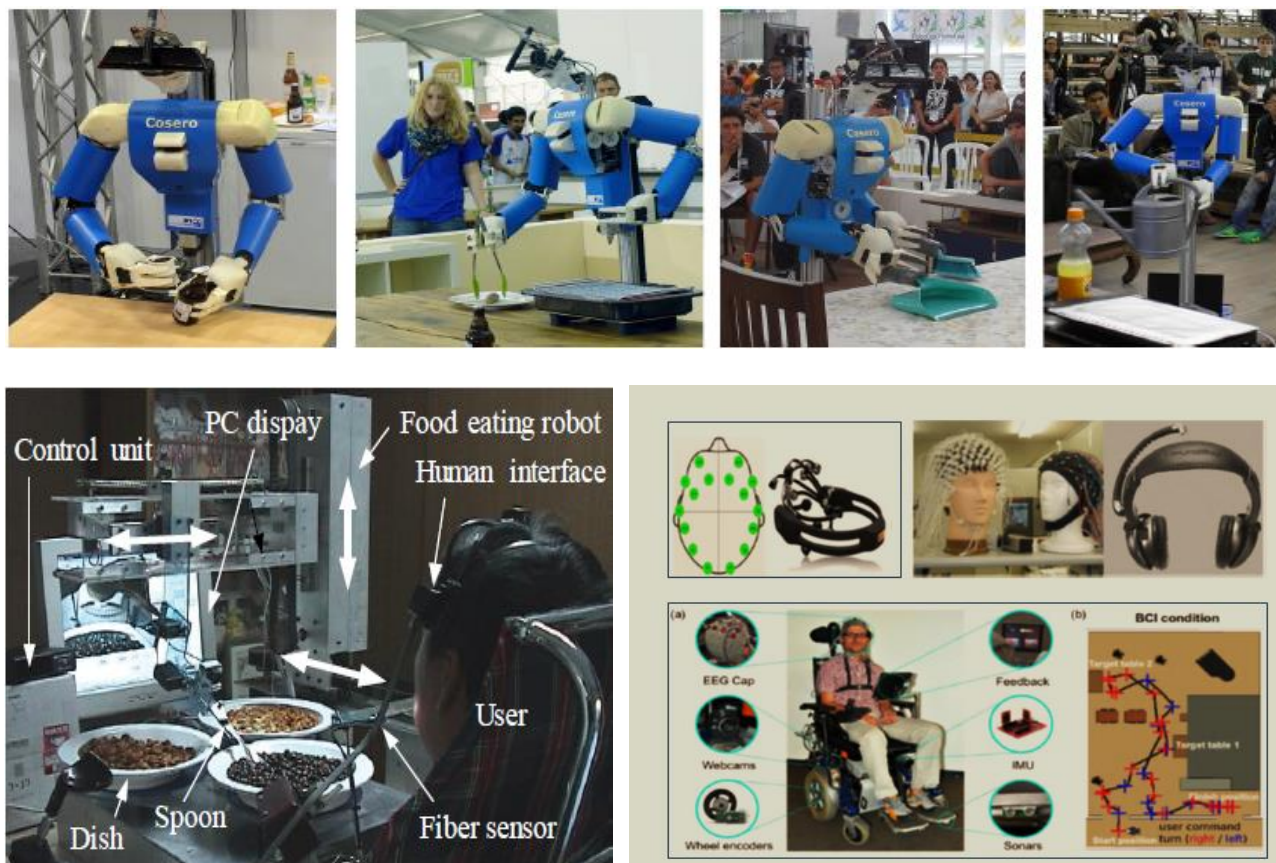 Cosero
Cosero
Cosero
Cosero
PC dispay
Control unit
Food eating robot
Human interface
User
Spoon
Dish
Fiber sensor
(a)
EEG Cap
Feedback
Webcams
IMU
Wheel encoders
Sonars
(b)
BCI condition
Target table 2
Target table 1
Start position
user command
turn (right / left)